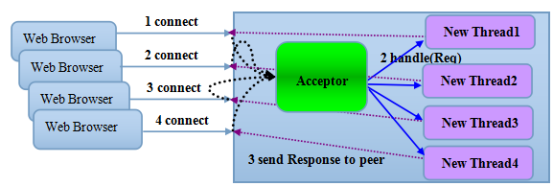 1 connect
Web Browser
New Thread1
2 connect
2 handle(Req)
Web Browser
Acceptor
New Thread2
3 connect
Web Browser
New Thread3
4 connect
Web Browser
3 send Response to peer
New Thread4